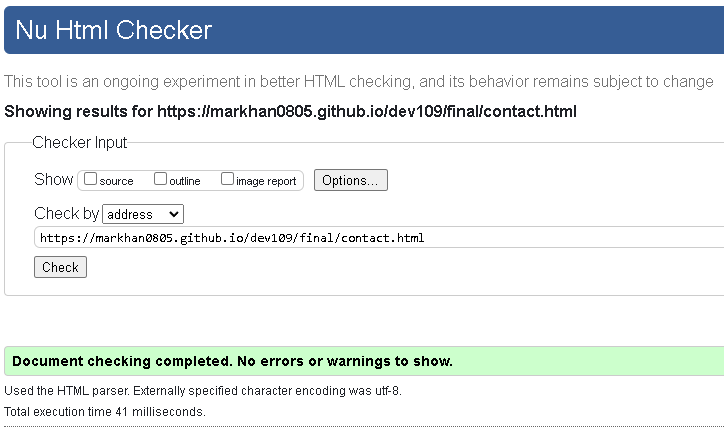 Nu Html Checker
This tool is an ongoing experiment in better HTML checking, and its behavior remains subject to change
Showing results for https://markhan0805.github.io/dev109/final/contact.html
Checker Input
Show source outline image report Options...
Check by address
https://markhan0805.github.io/dev109/final/contact.html
Check
Document checking completed. No errors or warnings to show.
Used the HTML parser. Externally specified character encoding was utf-8.
Total execution time 41 milliseconds.